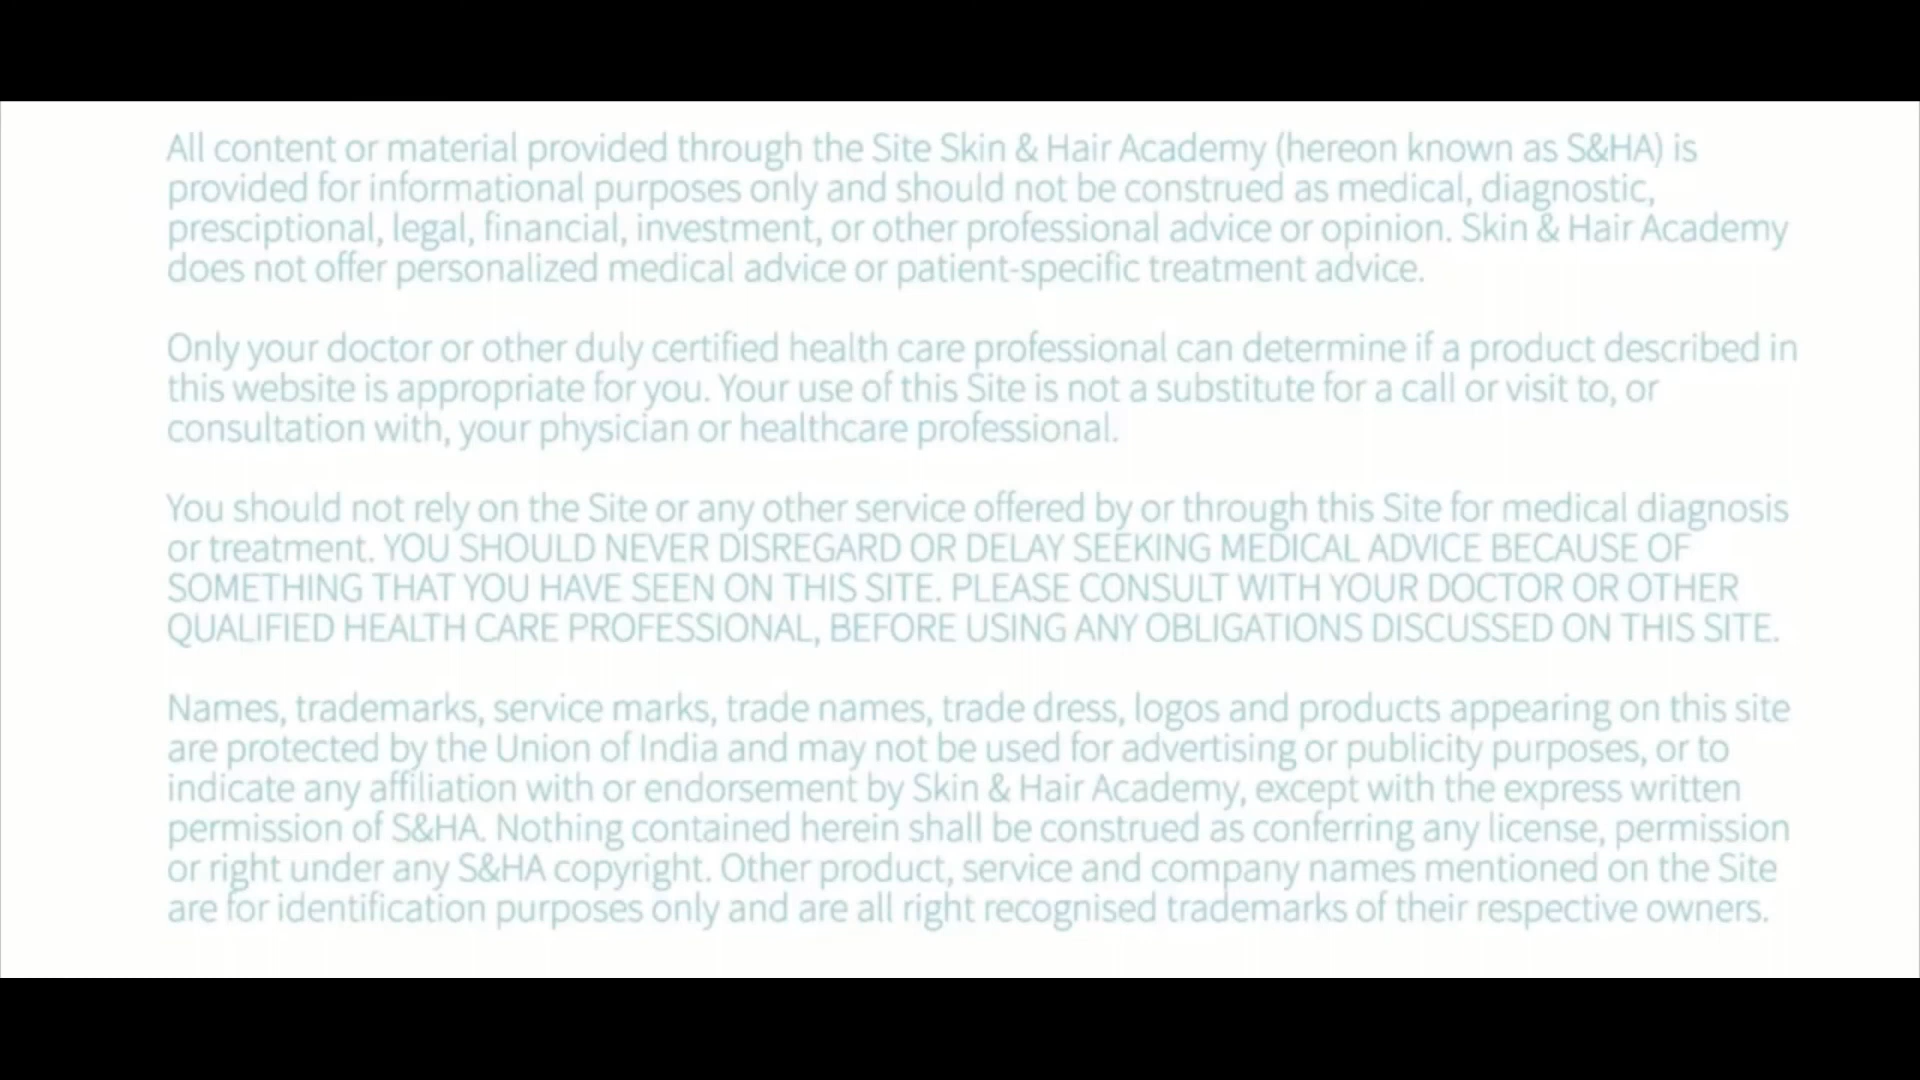 All content or material provided through the Site Skin & Hair Academy (hereon known as S&HA) is
provided for informational purposes only and should not be construed as medical, diagnostic,
presciptional, legal, financial, investment, or other professional advice or opinion. Skin & Hair Academy
does not offer personalized medical advice or patient-specific treatment advice.
Only your doctor or other duly certified health care professional can determine if a product described in
this website is appropriate for you. Your use of this Site is not a substitute for a call or visit to, or
consultation with, your physician or healthcare professional.
You should not rely on the Site or any other service offered by or through this Site for medical diagnosis
or treatment. YOU SHOULD NEVER DISREGARD OR DELAY SEEKING MEDICAL ADVICE BECAUSE OF
SOMETHING THAT YOU HAVE SEEN ON THIS SITE. PLEASE CONSULT WITH YOUR DOCTOR OR OTHER
QUALIFIED HEALTH CARE PROFESSIONAL, BEFORE USING ANY OBLIGATIONS DISCUSSED ON THIS SITE.
Names, trademarks, service marks, trade names, trade dress, logos and products appearing on this site
are protected by the Union of India and may not be used for advertising or publicity purposes, or to
indicate any affiliation with or endorsement by Skin & Hair Academy, except with the express written
permission of S&HA. Nothing contained herein shall be construed as conferring any license, permission
or right under any S&HA copyright. Other product, service and company names mentioned on the Site
are for identification purposes only and are all right recognised trademarks of their respective owners.